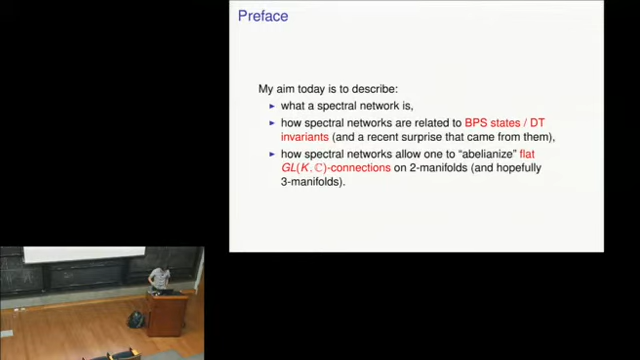 Preface
My aim today is to describe:
what a spectral network is,
how spectral networks are related to BPS states / DT
invariants (and a recent surprise that came from them),
how spectral networks allow one to “abelianize” flat
GL(K, ℂ)-connections on 2-manifolds (and hopefully
3-manifolds).